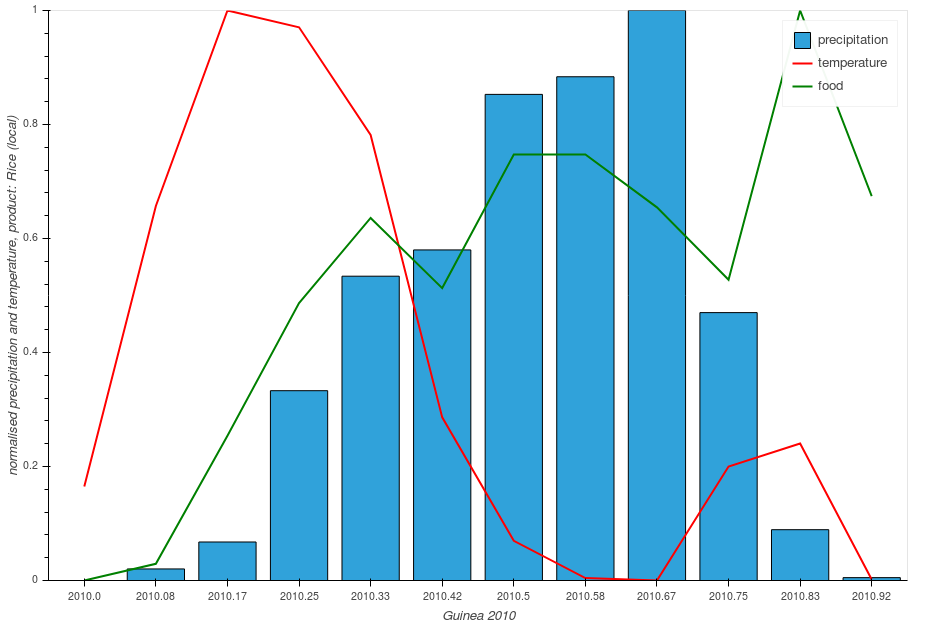 1
0.8
0.6
0.4
0.2
0
normalised precipitation and temperature, product: Rice (local)
precipitation
temperature
food
2010.0 2010.08 2010.17 2010.25 2010.33 2010.42 2010.5 2010.58 2010.67 2010.75 2010.83 2010.92
Guinea 2010